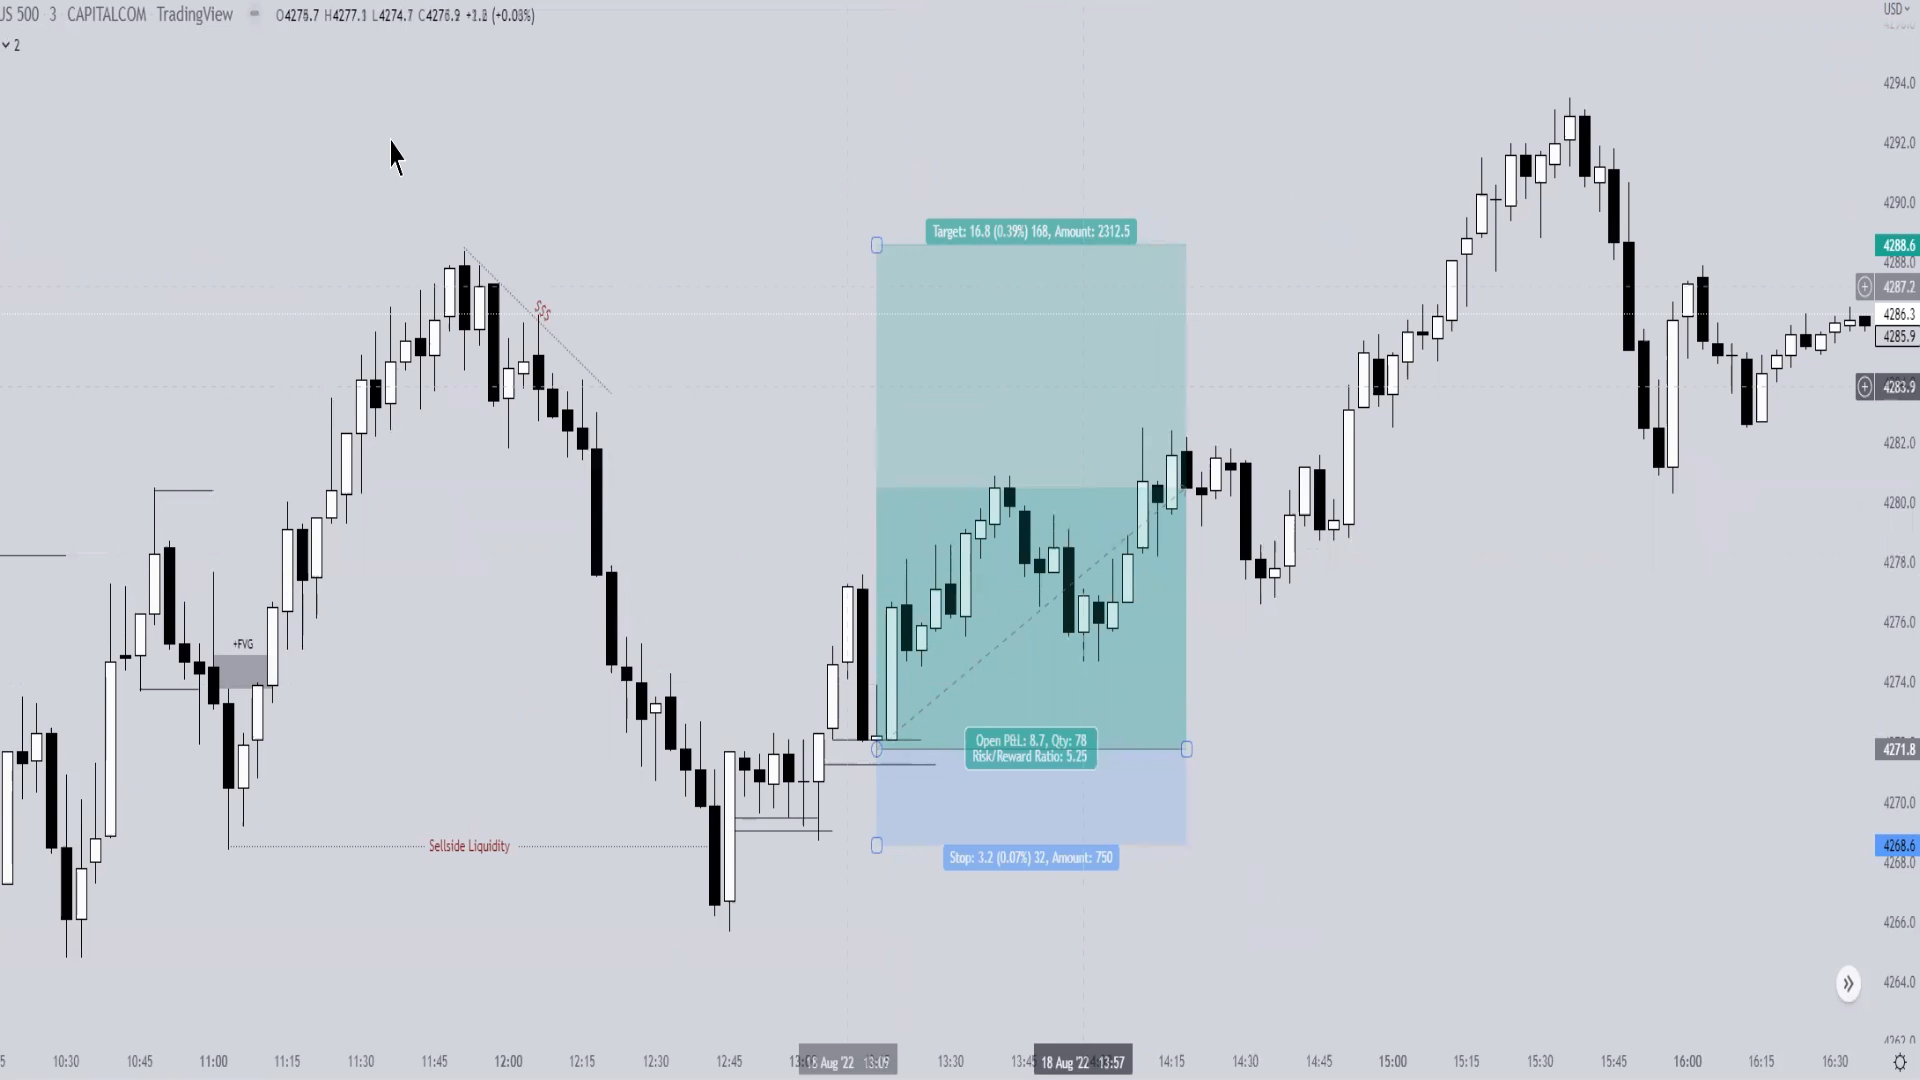 US 500 3 CAPITALCOM TradingView O4276.7 H4277.1 L4274.7 C4276.9 +1.3 (+0.03%)
USD
2
4294.0
4292.0
4290.0
Target: 16.8 (0.39%) 168, Amount: 2312.5
4288.6
4288.0
4287.2
$$$
4286.3
4285.9
4283.9
4282.0
4280.0
4278.0
4276.0
+FVG
4274.0
Open P&L: 8.7, Qty: 78
Risk/Reward Ratio: 5.25
4271.8
4270.0
Sellside Liquidity
4268.6
4268.0
Stop: 3.2 (0.07%) 32, Amount: 750
4266.0
4264.0
10:30 10:45 11:00 11:15 11:30 11:45 12:00 12:15 12:30 12:45 18 Aug '22 13:09 13:30 13:45 18 Aug '22 13:57 14:15 14:30 14:45 15:00 15:15 15:30 15:45 16:00 16:15 16:30